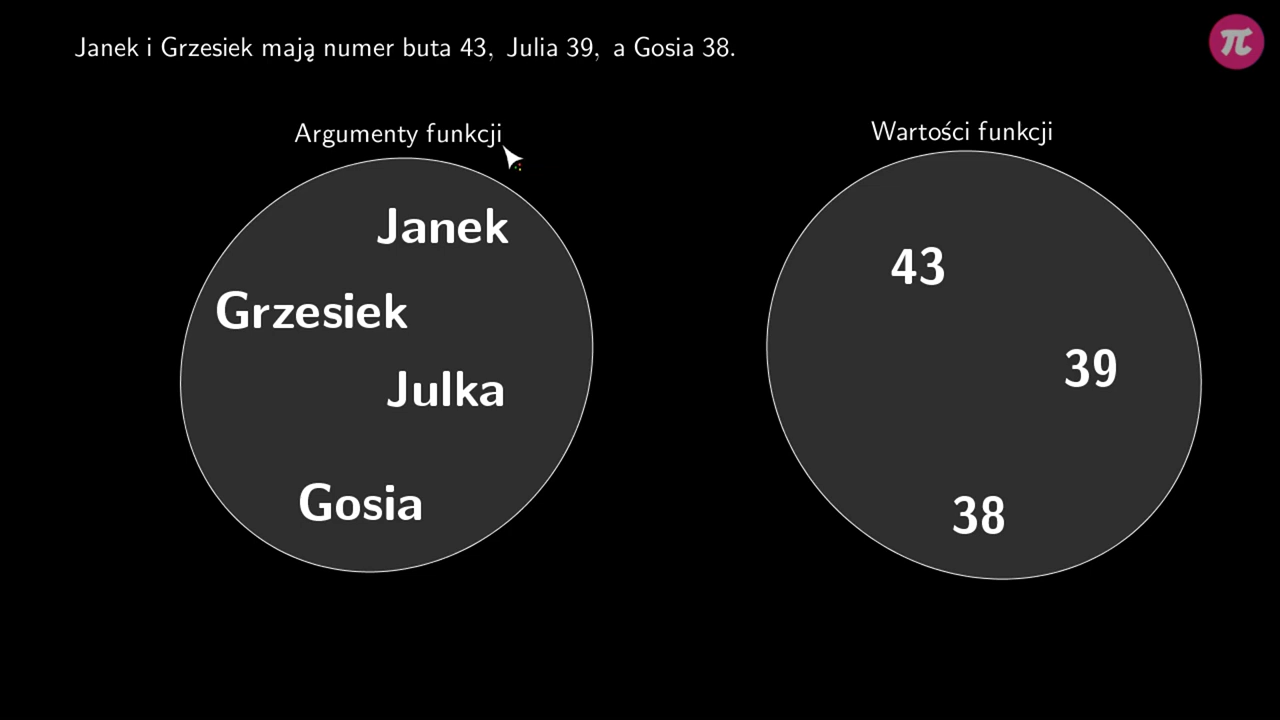 Janek i Grzesiek mają numer buta 43, Julia 39, a Gosia 38.
Argumenty funkcji
Wartości funkcji
Janek
Grzesiek
Julka
Gosia
43
39
38
π